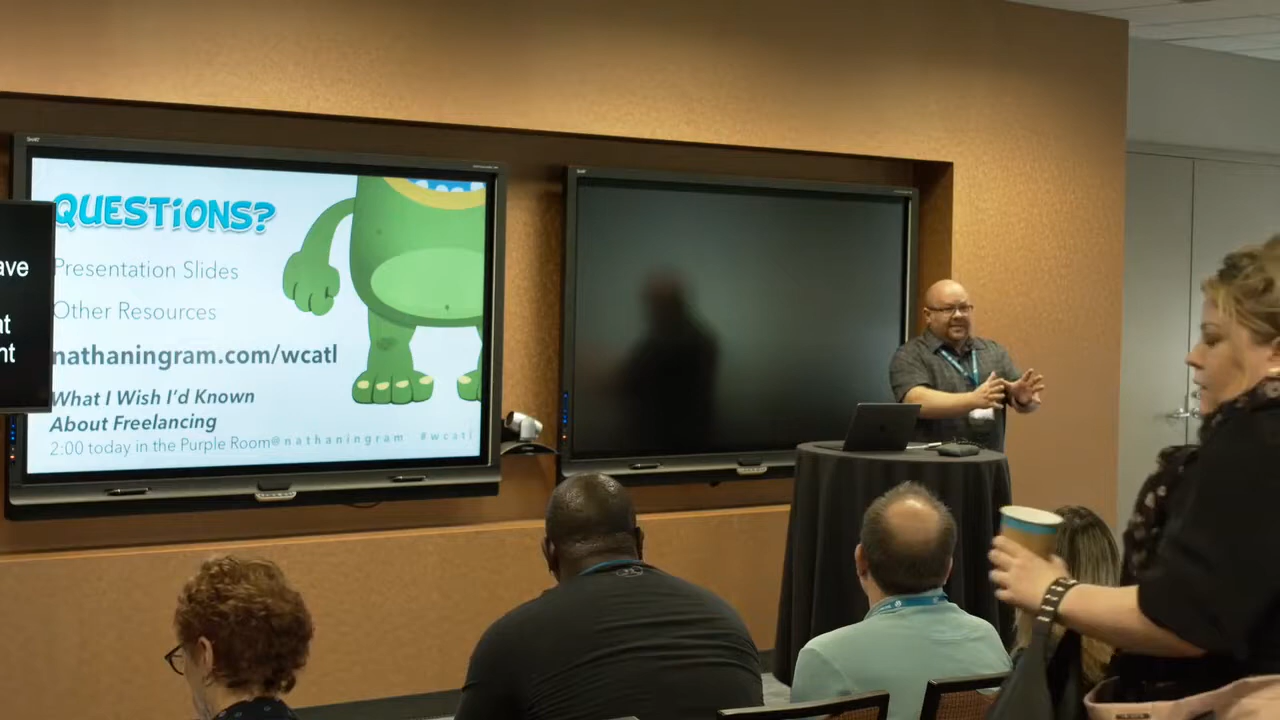 QUESTIONS?
Presentation Slides
Other Resources
nathaningram.com/wcatl
What I Wish I'd Known
About Freelancing
2:00 today in the Purple Room
@nathaningram #wcatl
ave
at
nt